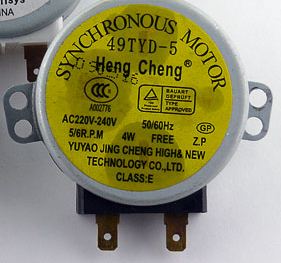 SYNCHRONOUS MOTOR
49TYD-5
Heng Cheng®
CCC
A002776
BAUART
GEPRÜFT
TYPE
APPROVED
AC220V-240V 50/60Hz GP
5/6R.P.M 4W FREE Z.P
YUYAO JING CHENG HIGH& NEW
TECHNOLOGY CO.,LTD.
CLASS:E